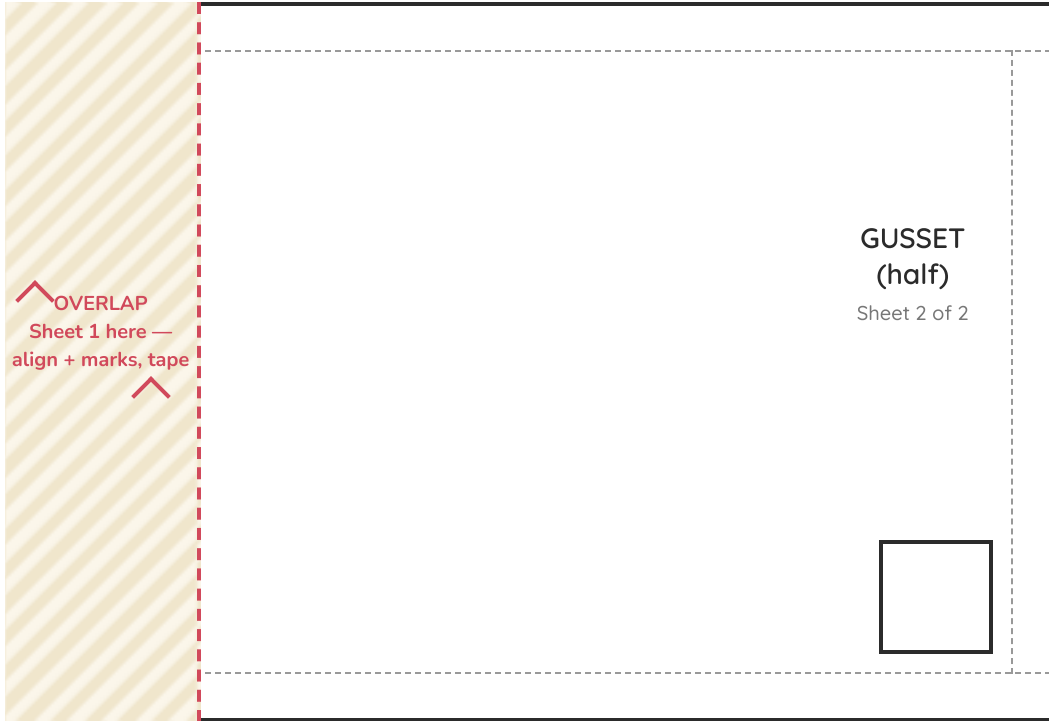 OVERLAP
Sheet 1 here —
align + marks, tape
GUSSET
(half)
Sheet 2 of 2